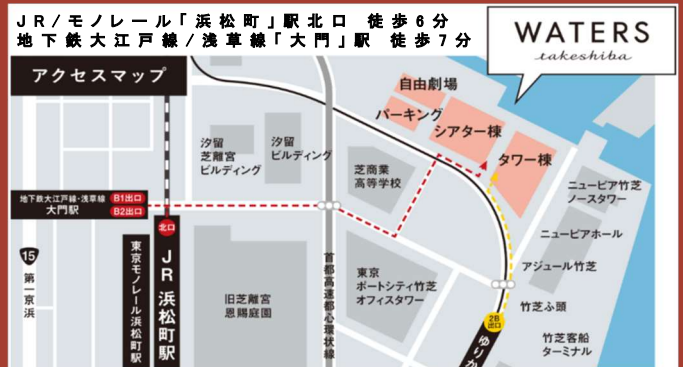 JR/モノレール「浜松町」駅北口 徒歩6分
地下鉄大江戸線/浅草線「大門」駅 徒歩7分
WATERS
takeshiba
アクセスマップ
自由劇場
パーキング
シアター棟
タワー棟
汐留
芝離宮
ビルディング
汐留
ビルディング
芝商業
高等学校
ニューピア竹芝
ノースタワー
地下鉄大江戸線・浅草線
大門駅
B1出口
B2出口
北口
ニューピアホール
15
第一京浜
東京モノレール浜松町駅
JR 浜松町駅
旧芝離宮
恩賜庭園
首都高速都心環状線
東京
ポートシティ竹芝
オフィスタワー
アジュール竹芝
竹芝ふ頭
2B
出口
ゆりか
竹芝客船
ターミナル